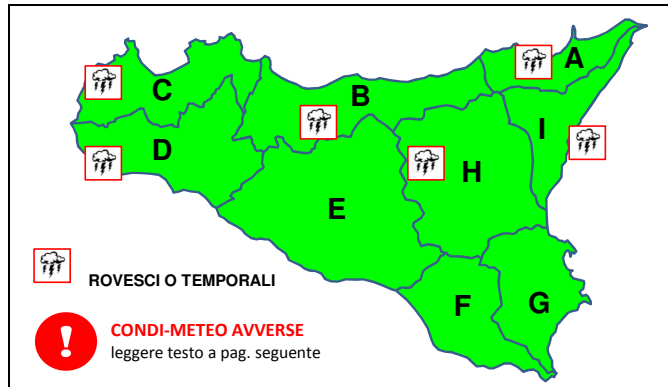 A
B
C
I
D
H
E
F
G
ROVESCI O TEMPORALI
CONDI-METEO AVVERSE
leggere testo a pag. seguente
!